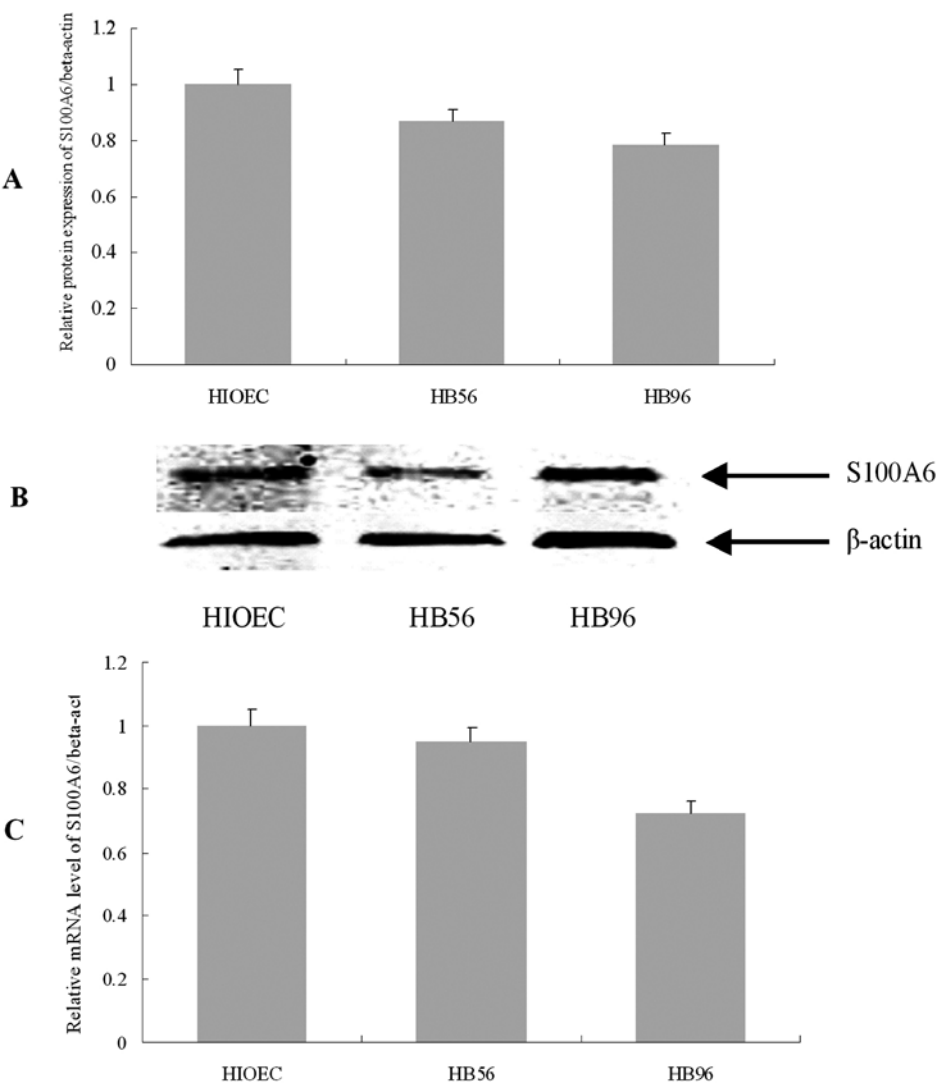 A
Relative protein expression of S100A6/beta-actin
1.2
1
0.8
0.6
0.4
0.2
0
HIOEC
HB56
HB96
B
S100A6
β-actin
HIOEC
HB56
HB96
C
Relative mRNA level of S100A6/beta-act
1.2
1
0.8
0.6
0.4
0.2
0
HIOEC
HB56
HB96